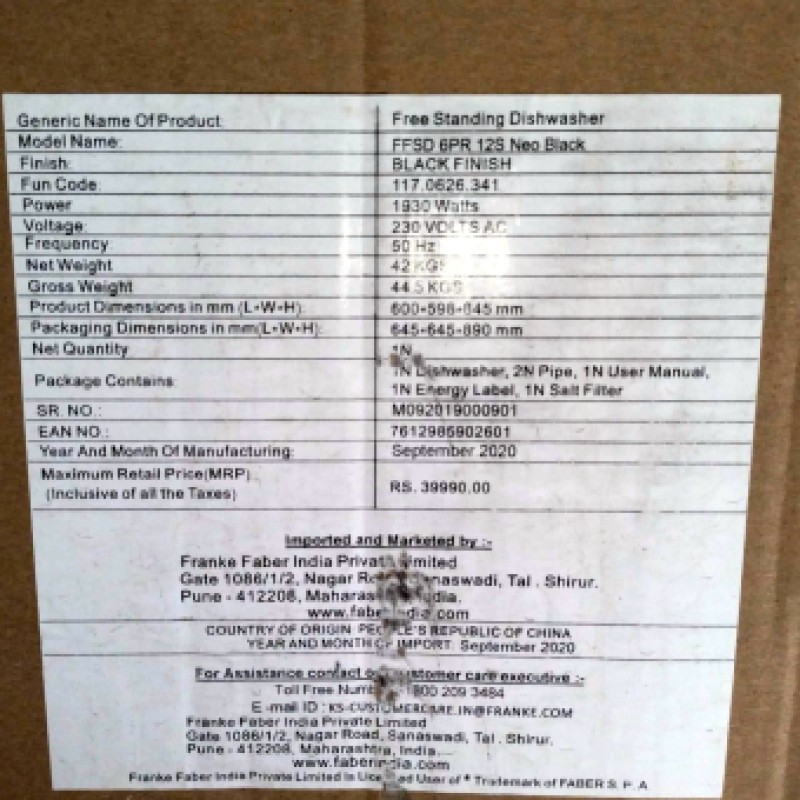 Generic Name Of Product: Free Standing Dishwasher
Model Name: FFSD 6PR 12S Neo Black
Finish: BLACK FINISH
Fun Code: 117.0626.341
Power 1930 Watts
Voltage: 230 VOLTS AC
Frequency 50 Hz
Net Weight 42 KGS
Gross Weight 44.5 KGS
Product Dimensions in mm (L*W*H): 600*598*845 mm
Packaging Dimensions in mm(L*W*H): 645*645*890 mm
Net Quantity 1N
Package Contains: 1N Dishwasher, 2N Pipe, 1N User Manual,
1N Energy Label, 1N Salt Filter
SR. NO.: M092019000901
EAN NO.: 7612985902601
Year And Month Of Manufacturing: September 2020
Maximum Retail Price(MRP)
(Inclusive of all the Taxes) RS. 39990.00
Imported and Marketed by :-
Franke Faber India Private Limited
Gate 1086/1/2, Nagar Sanaswadi, Tal . Shirur.
Pune - 412208, India.
COUNTRY OF ORIGIN: PEOPLE'S REPUBLIC OF CHINA
YEAR AND MONTH OF IMPORT: September 2020
For Assistance contact customer care executive :-
Toll Free 1800 209 3484
E-mail ID : KS-CUSTOMERCARE.IN@FRANKE.COM
Franke Faber India Private Limited
Gate 1086/1/2, Nagar Road, Sanaswadi, Tal . Shirur.
Pune - 412208, Maharashtra, India.
www.faberindia.com
Franke Faber India Private Limited Is User of * Trademark of FABER S. P. A